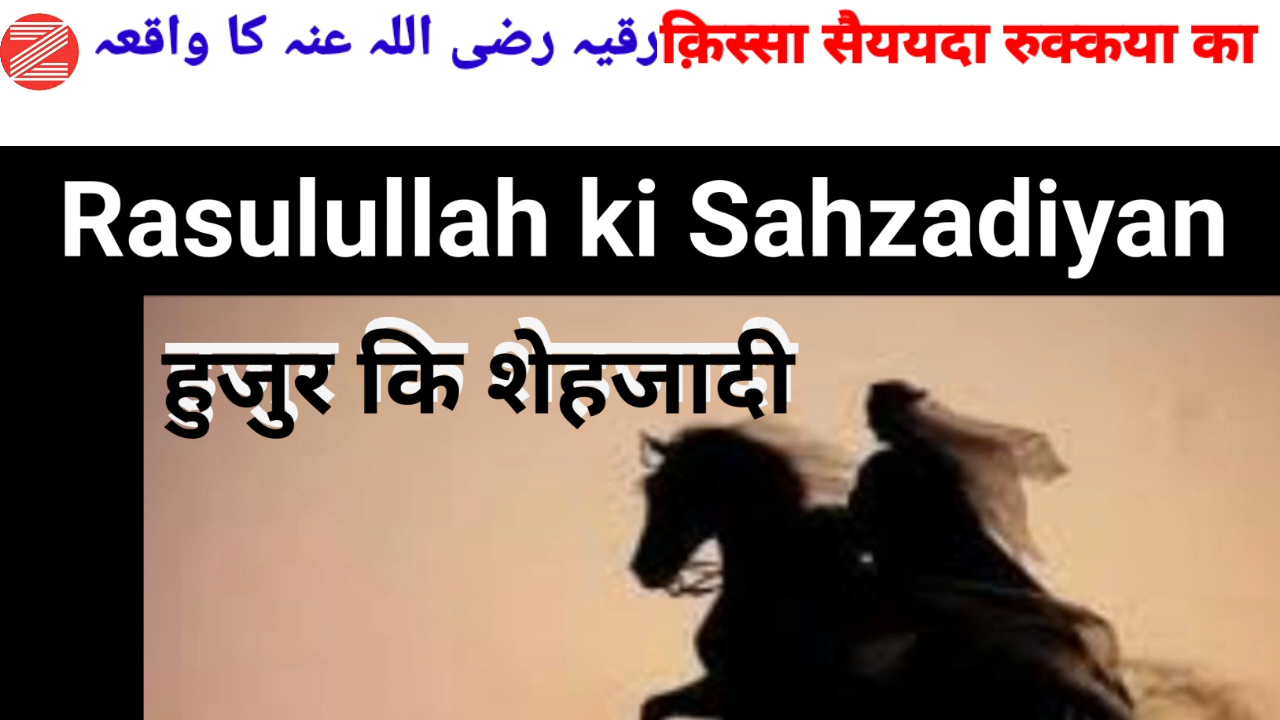 رقیہ رضی اللہ عنہ کا واقعہ क़िस्सा सैययदा रुक्कया का
Rasulullah ki Sahzadiyan
हुजुर कि शेहजादी